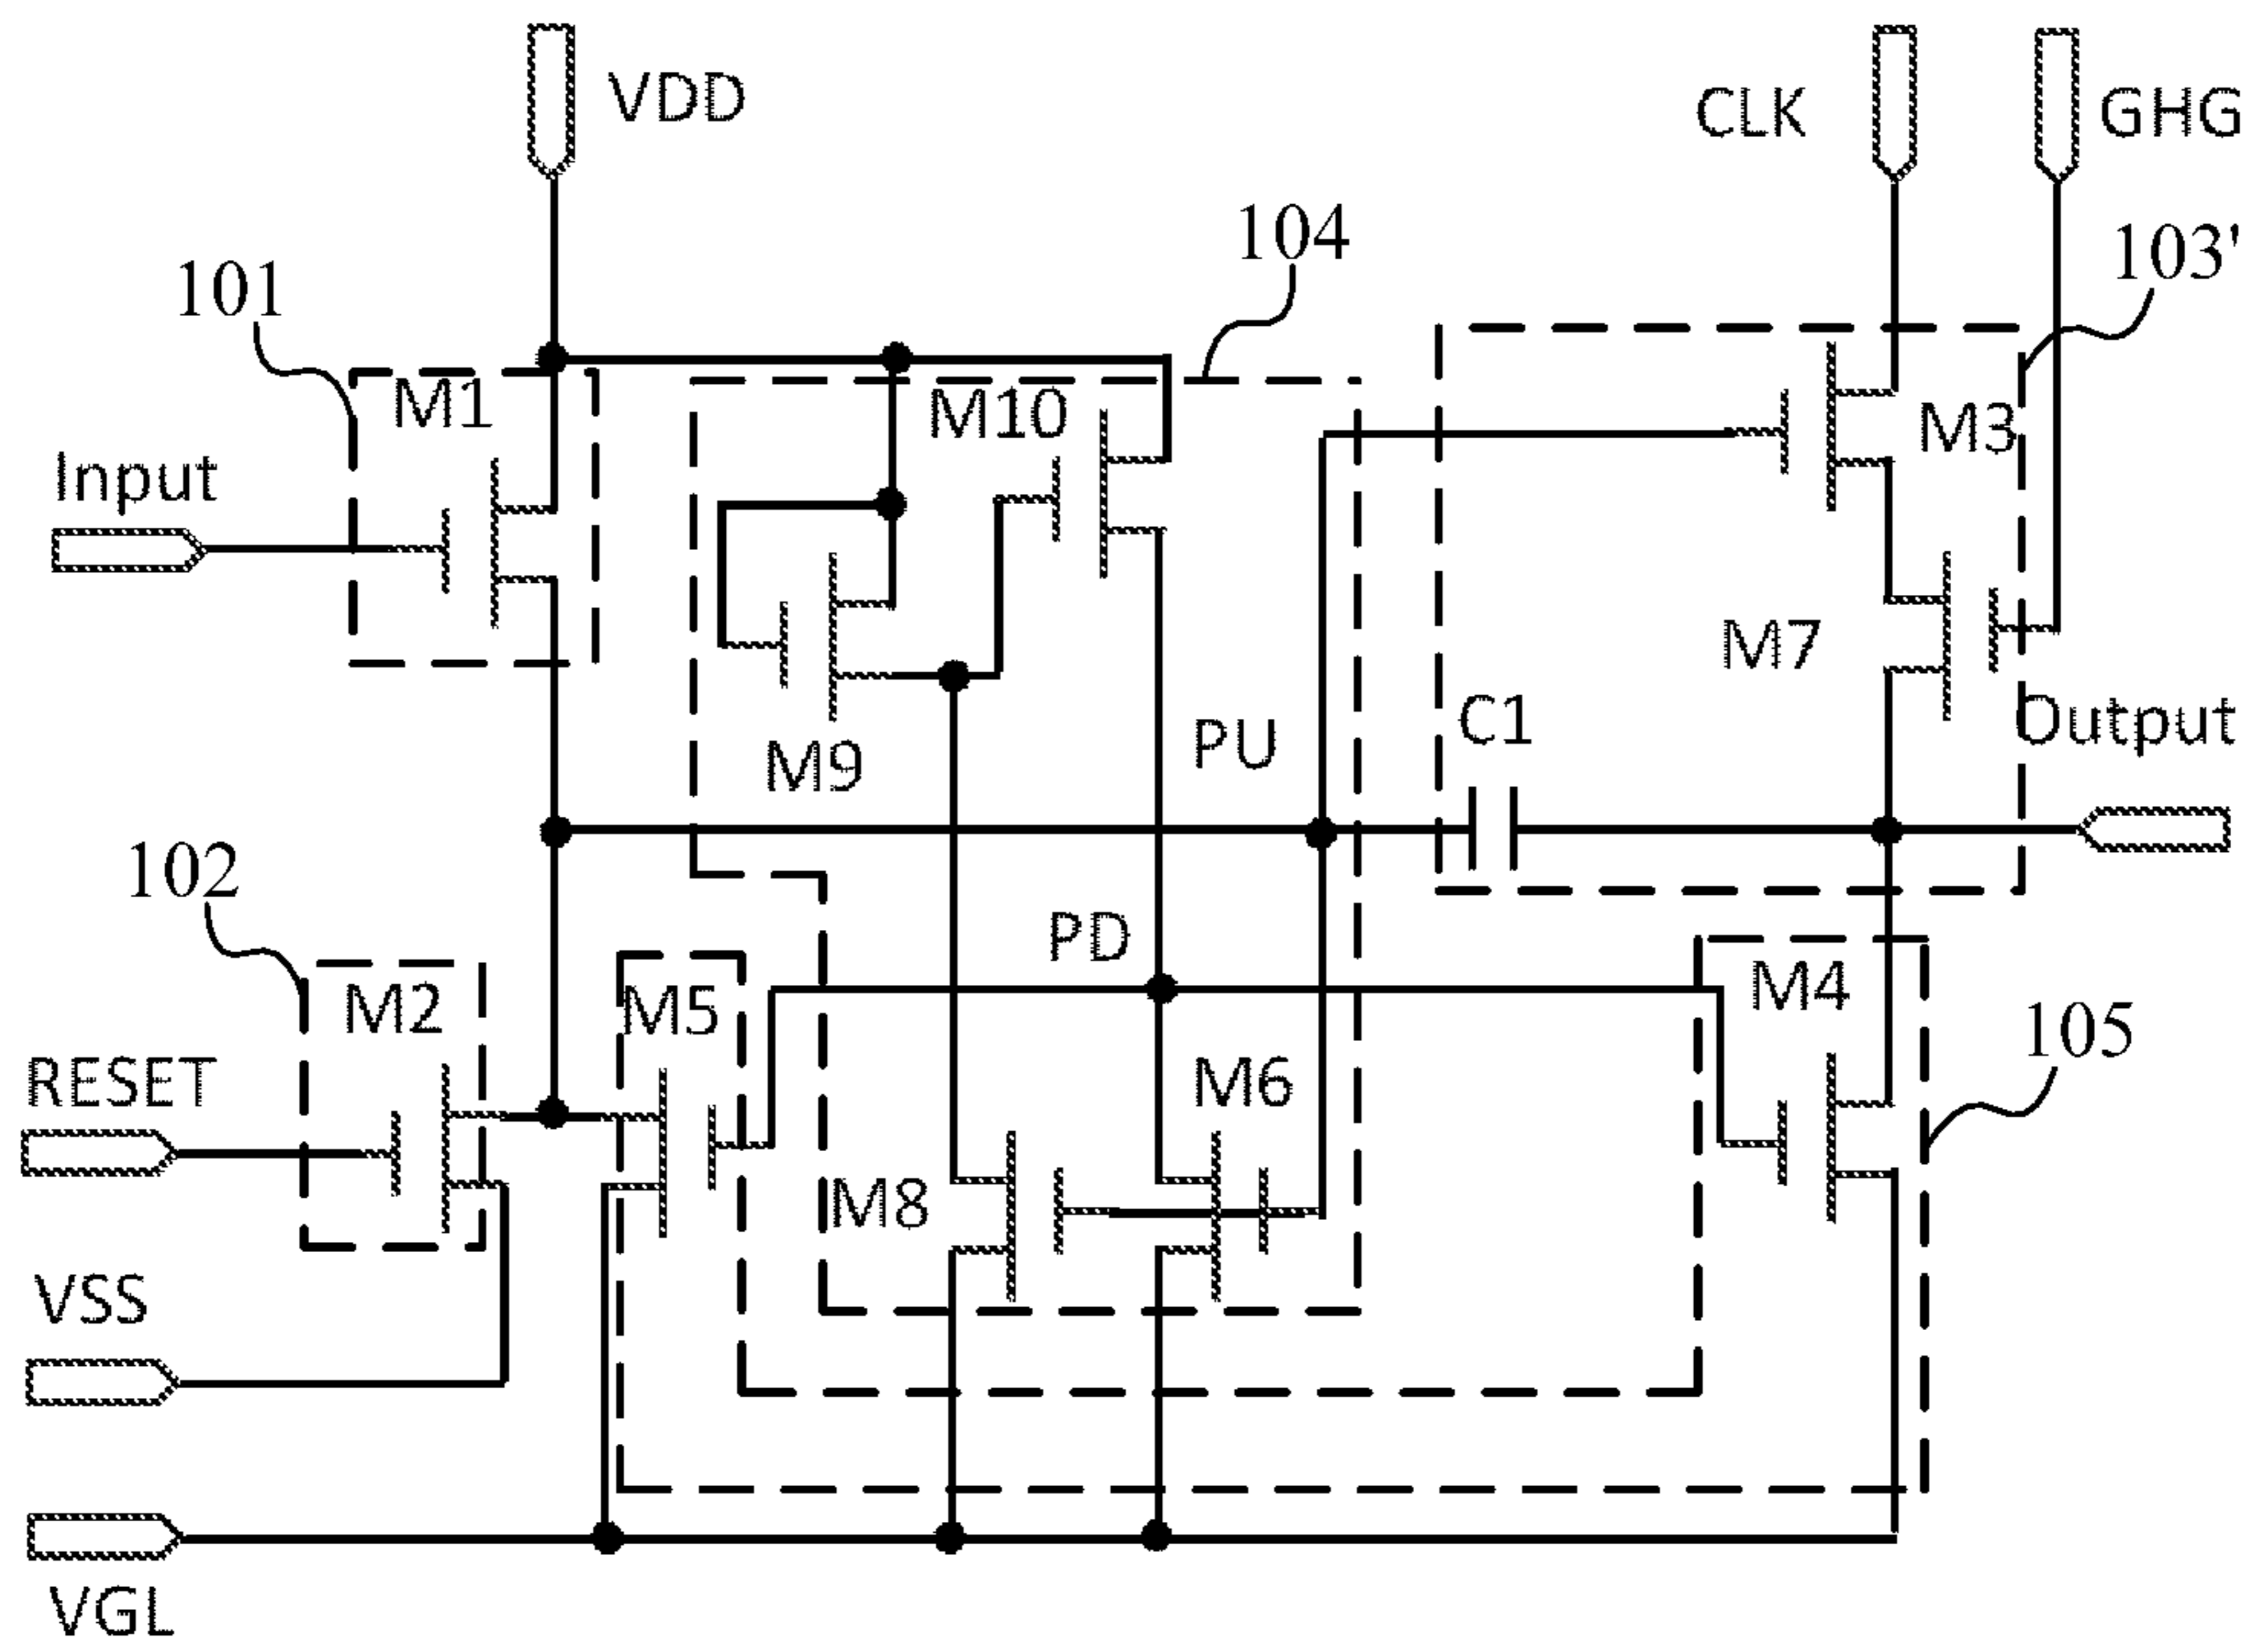 VDD
CLK
GHG
104
103'
101
M1
M10
M3
Input
M7
PU
C1
Output
M9
102
PD
M2
M5
M4
105
RESET
M6
M8
VSS
VGL